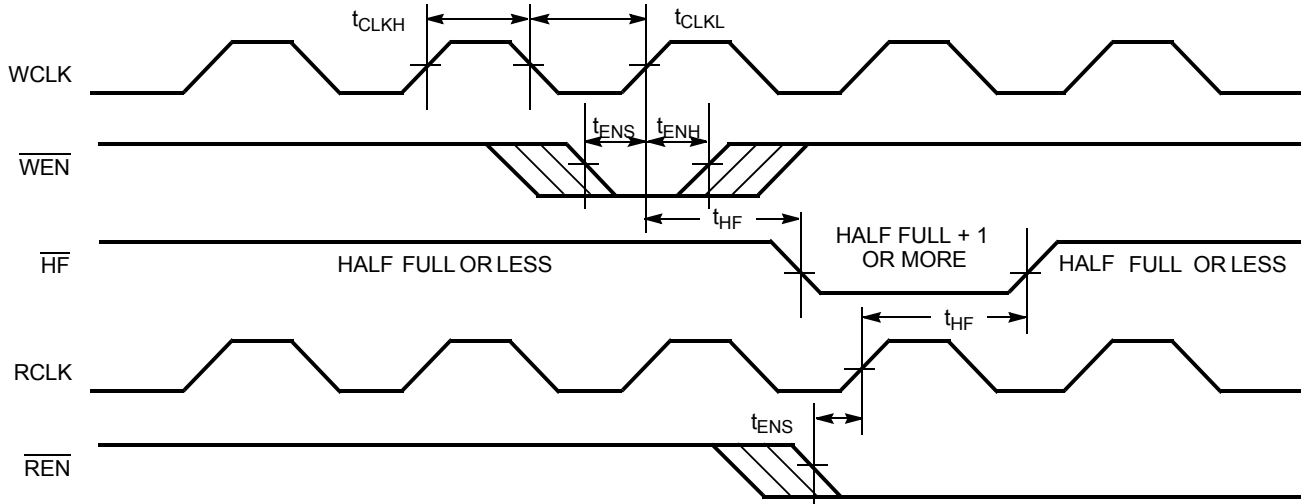 tCLKH
tCLKL
WCLK
tENS
tENH
WEN
tHF
HF
HALF FULL OR LESS
HALF FULL + 1
OR MORE
HALF FULL OR LESS
tHF
RCLK
tENS
REN